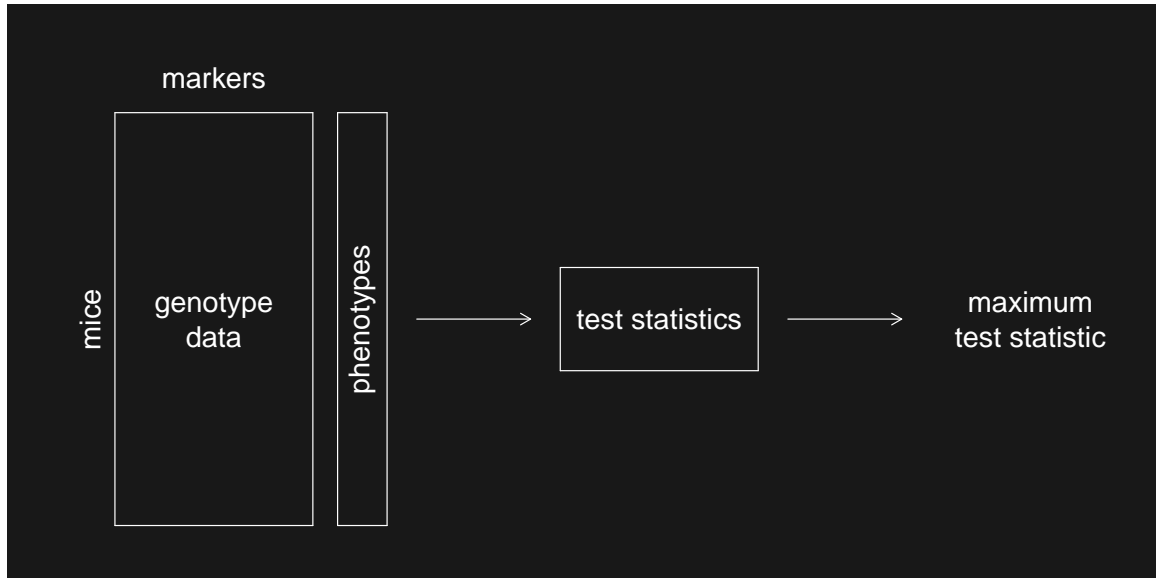 markers
mice
genotype
data
phenotypes
test statistics
maximum
test statistic